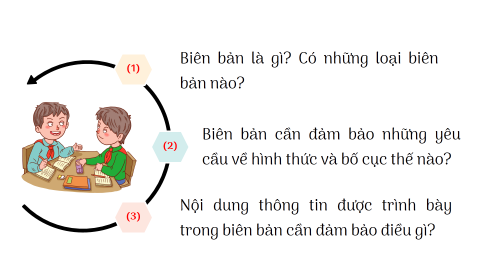 (1)
Biên bản là gì? Có những loại biên
bản nào?
(2)
Biên bản cần đảm bảo những yêu
cầu về hình thức và bố cục thế nào?
(3)
Nội dung thông tin được trình bày
trong biên bản cần đảm bảo điều gì?